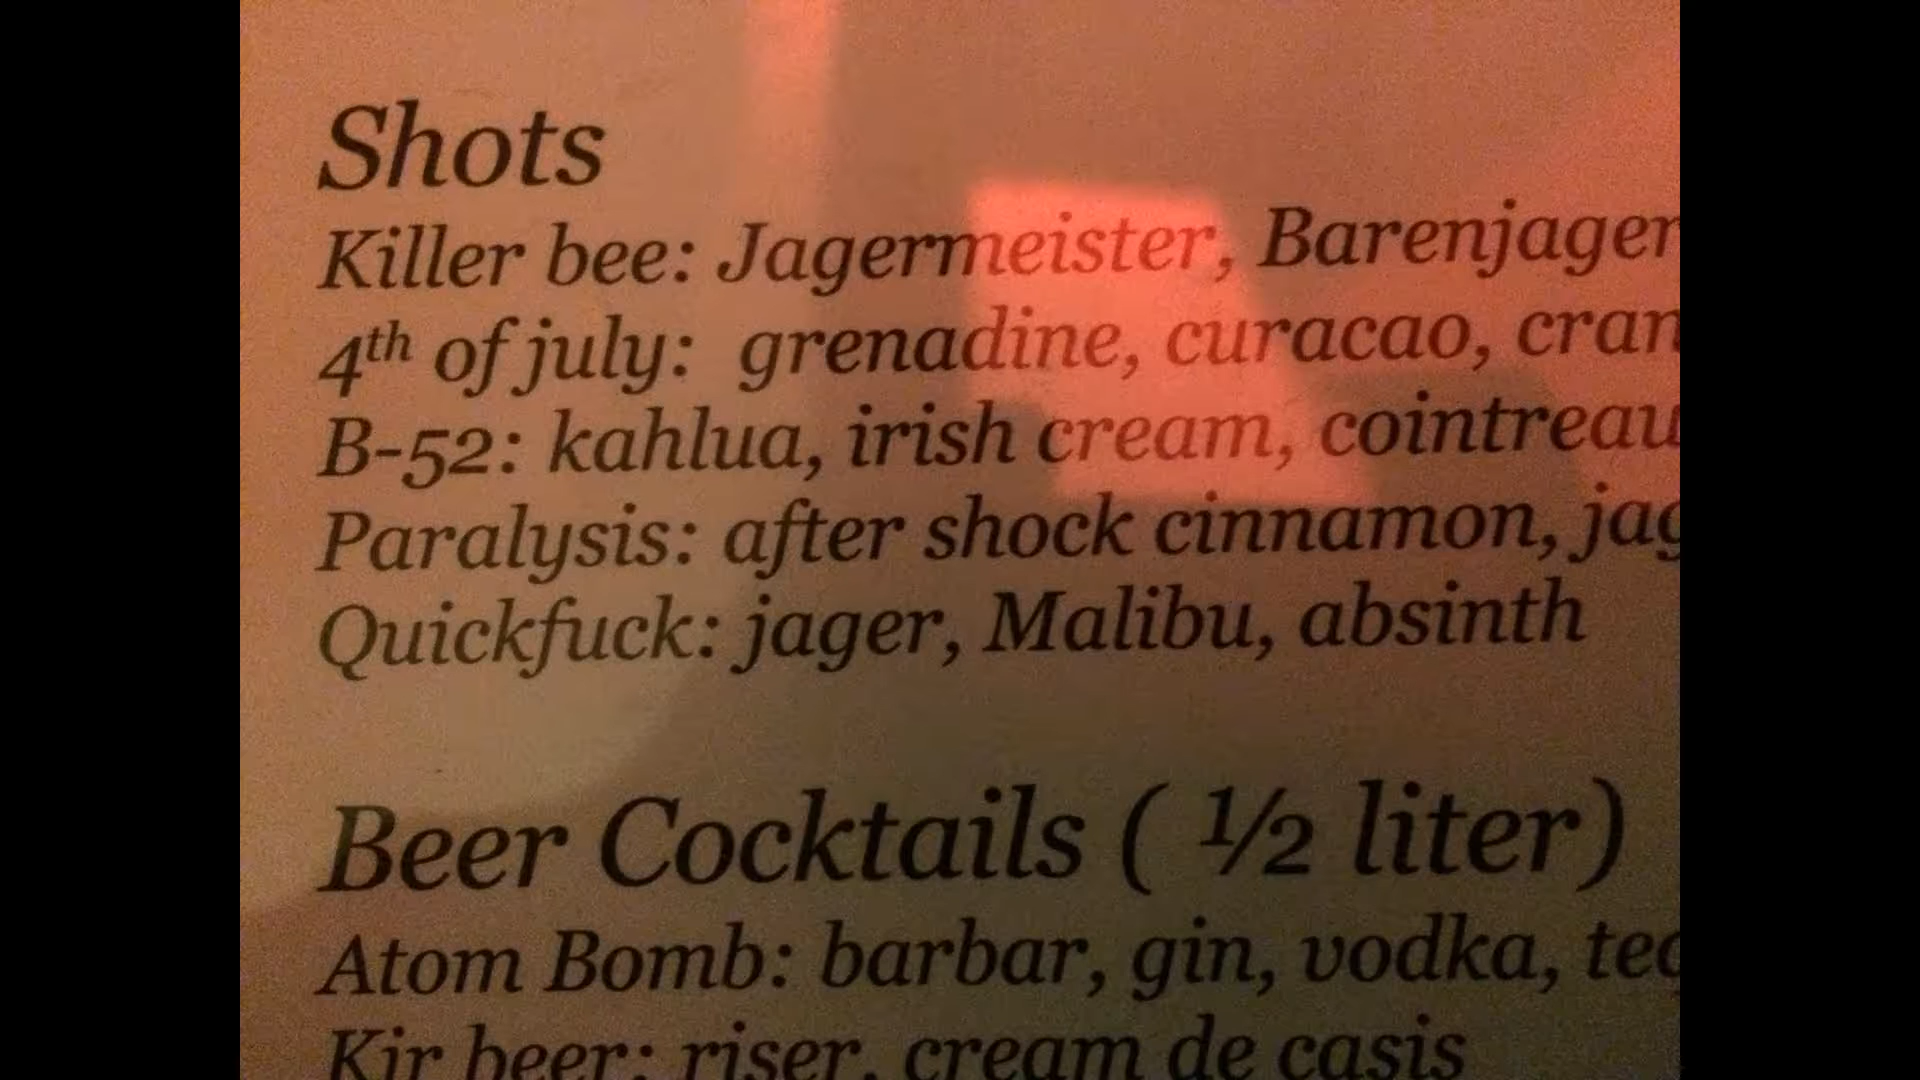 Shots
Killer bee: Jagermeister, Barenjager
4th of july: grenadine, curacao,
B-52: kahlua, irish cream, cointreau
Paralysis: after shock cinnamon,
Quickfuck: jager, Malibu, absinth
Beer Cocktails ( ½ liter)
Atom Bomb: barbar, gin, vodka,
Kir beer: riser, cream de casis